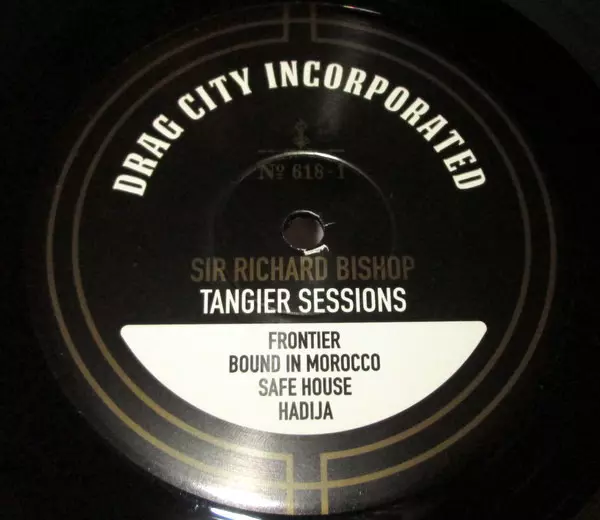 DRAG CITY INCORPORATED
Nº 618-1
SIR RICHARD BISHOP
TANGIER SESSIONS
FRONTIER
BOUND IN MOROCCO
SAFE HOUSE
HADIJA